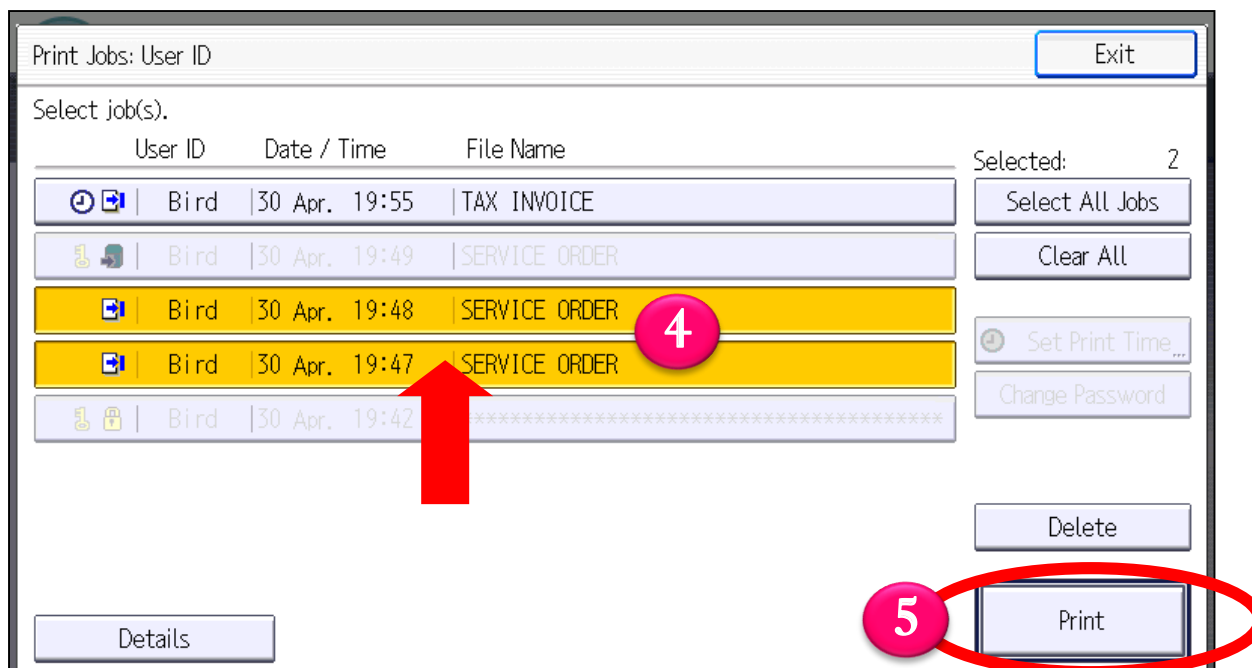 Print Jobs: User ID
Exit
Select job(s).
User ID Date / Time File Name
Selected: 2
Bird 30 Apr. 19:55 TAX INVOICE
Select All Jobs
Bird 30 Apr. 19:49 SERVICE ORDER
Clear All
Bird 30 Apr. 19:48 SERVICE ORDER
4
Set Print Time...
Bird 30 Apr. 19:47 SERVICE ORDER
Change Password
Bird 30 Apr. 19:42
Delete
5
Print
Details